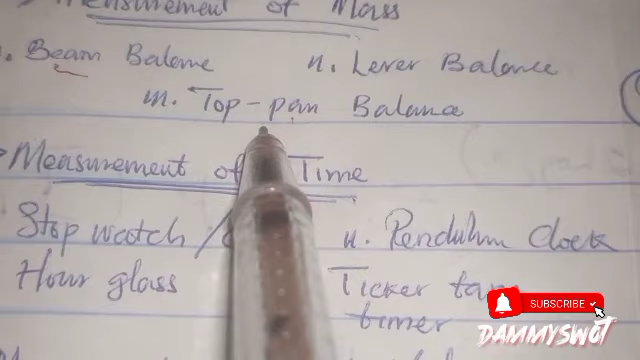 Measurement of Mass
Beam Balance    ii. Lever Balance
iii. Top-pan Balance
Measurement of Time
Stop watch /    ii. Pendulum Clock
Hour glass    Ticker
timer
SUBSCRIBE
DAMMYSWOT